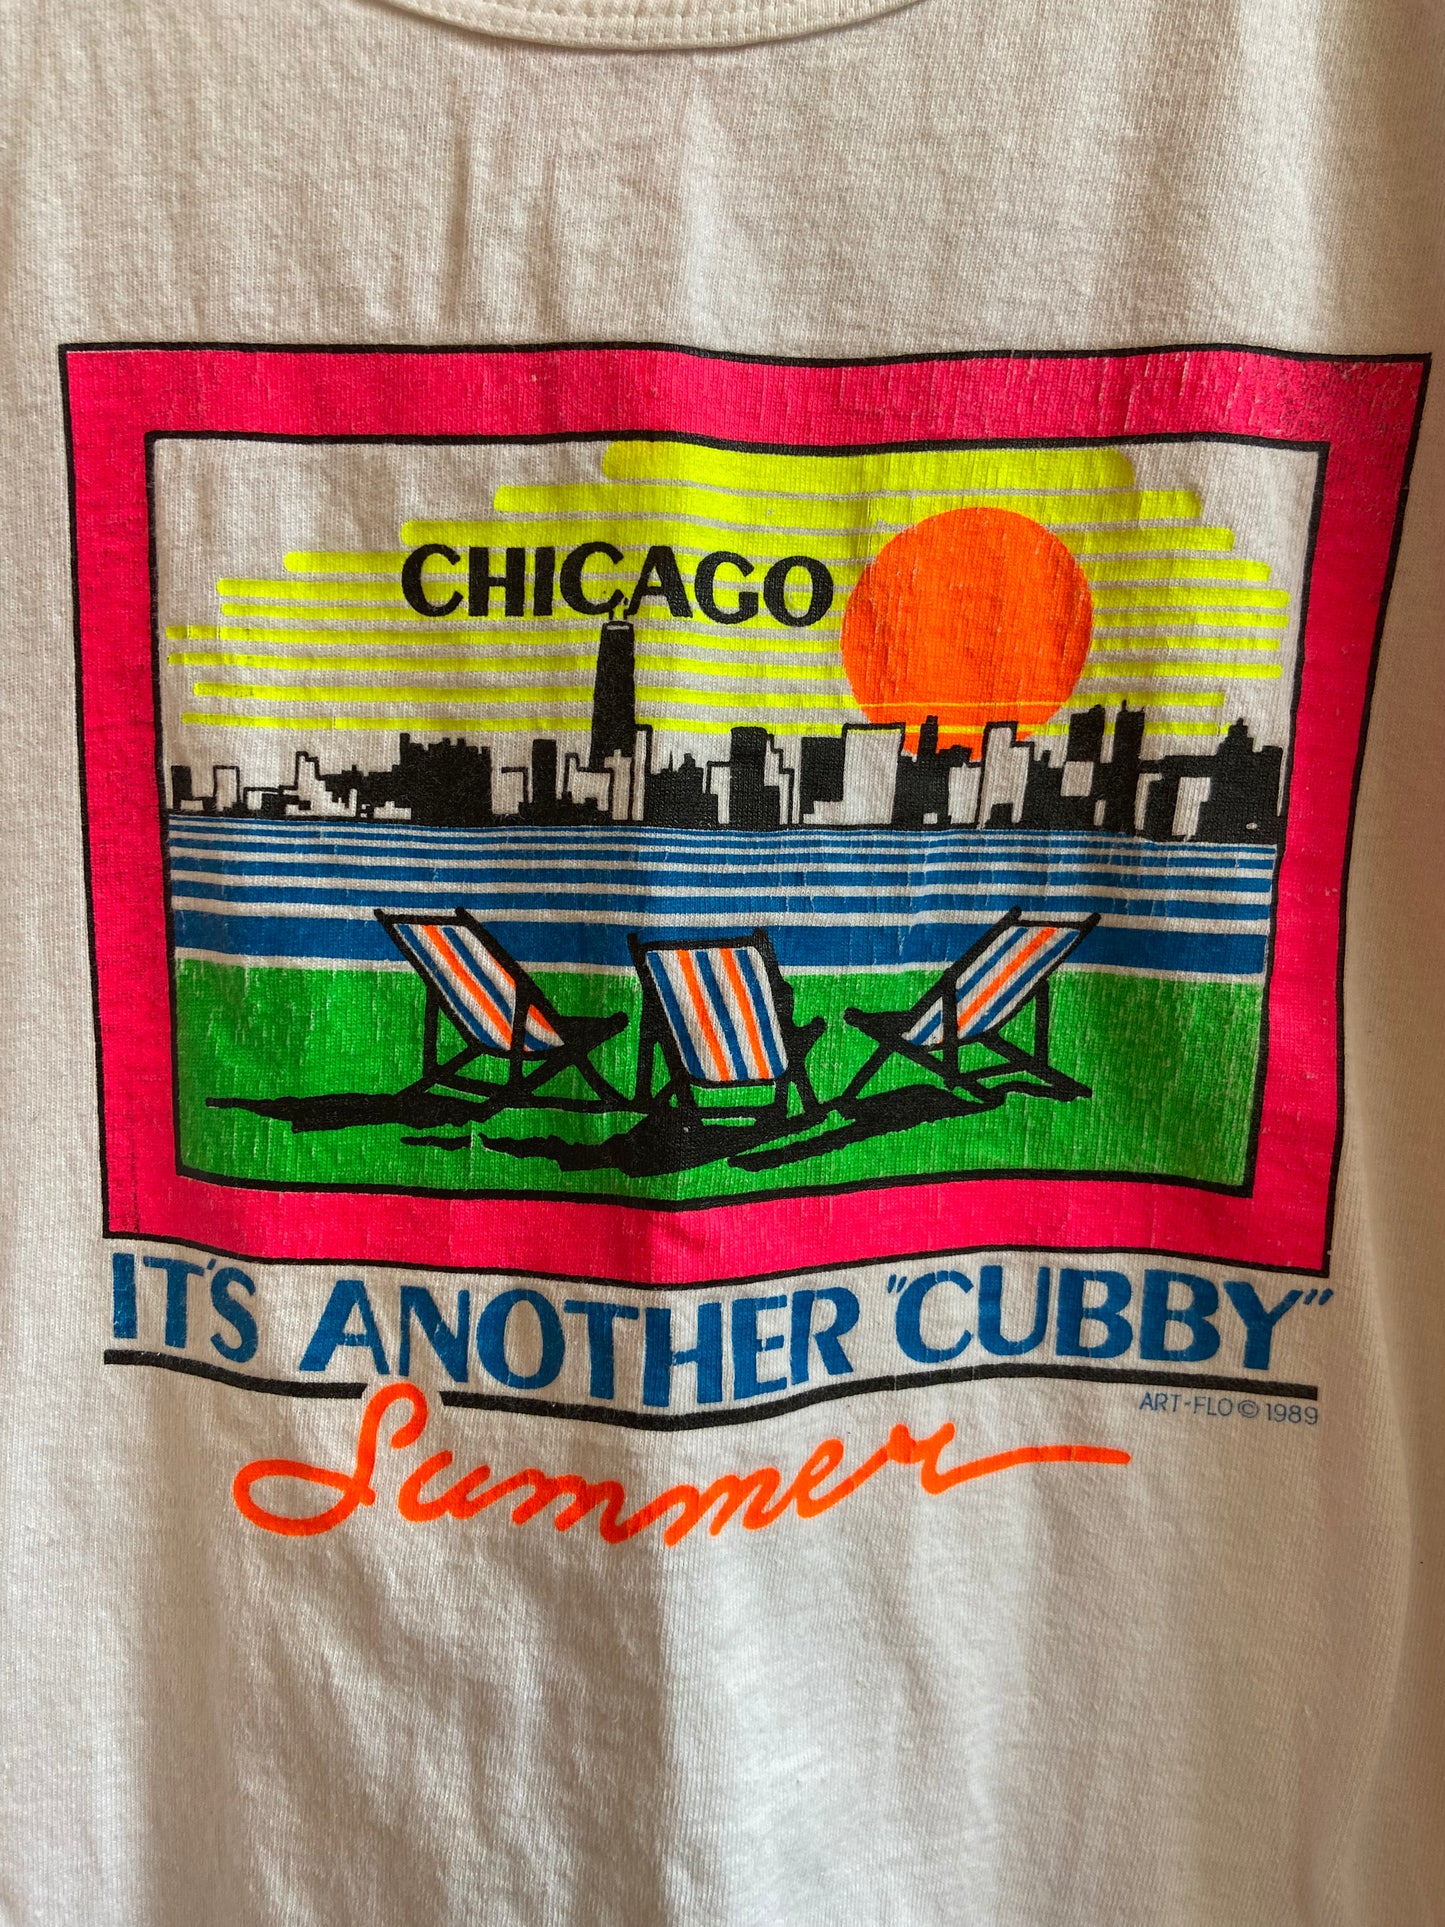 CHICAGO
IT'S ANOTHER "CUBBY"
ART-FLO © 1989
Summer